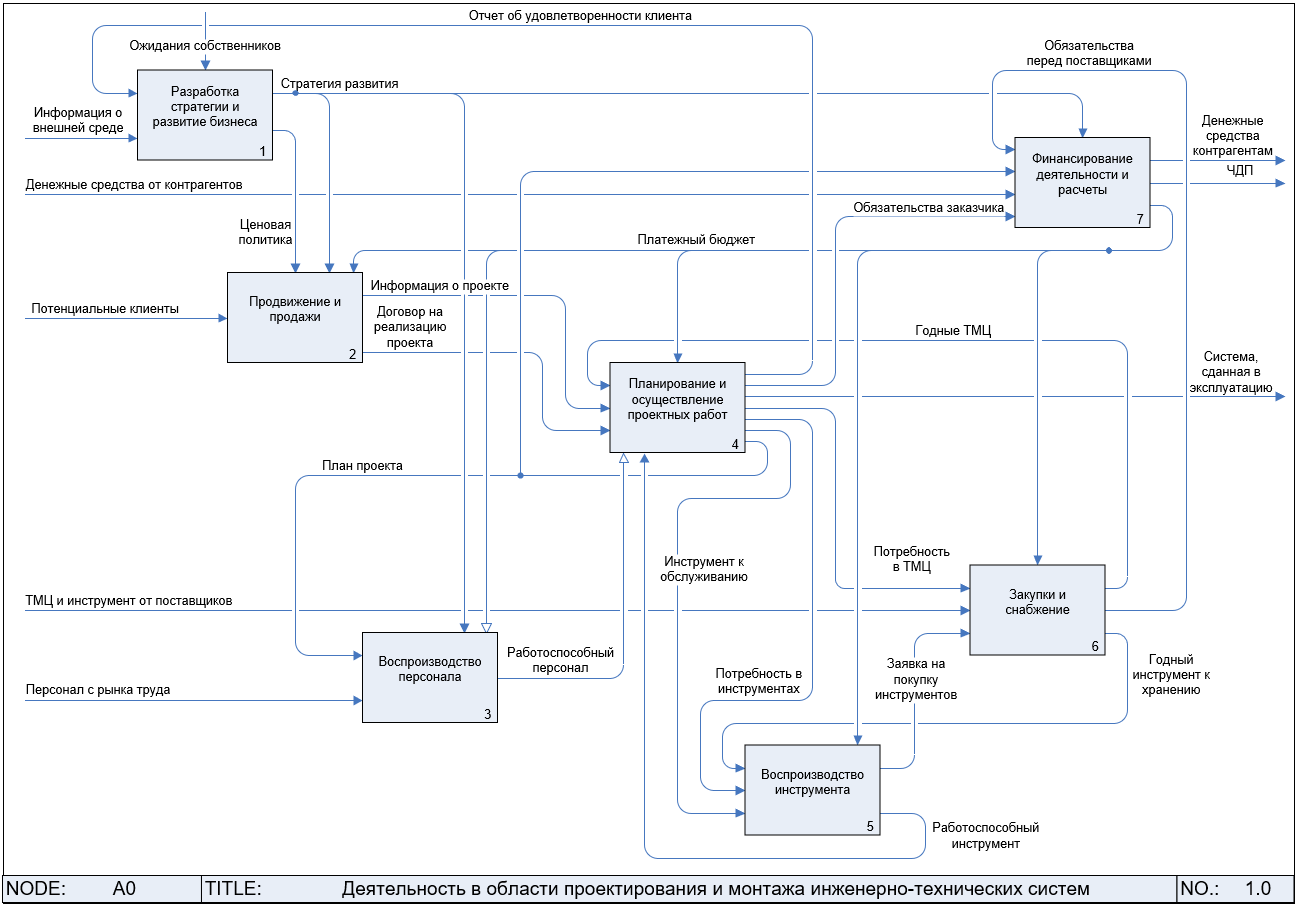 Отчет об удовлетворенности клиента
Ожидания собственников
Обязательства
перед поставщиками
Стратегия развития
Разработка
стратегии и
развитие бизнеса
1
Информация о
внешней среде
Денежные
средства
контрагентам
ЧДП
Финансирование
деятельности и
расчеты
7
Денежные средства от контрагентов
Обязательства заказчика
Ценовая
политика
Платежный бюджет
Информация о проекте
Потенциальные клиенты
Продвижение и
продажи
2
Договор на
реализацию
проекта
Годные ТМЦ
Система,
сданная в
эксплуатацию
Планирование и
осуществление
проектных работ
4
План проекта
Инструмент к
обслуживанию
Потребность
в ТМЦ
ТМЦ и инструмент от поставщиков
Закупки и
снабжение
6
Воспроизводство
персонала
3
Работоспособный
персонал
Персонал с рынка труда
Потребность в
инструментах
Заявка на
покупку
инструментов
Годный
инструмент к
хранению
Воспроизводство
инструмента
5
Работоспособный
инструмент
NODE: A0 TITLE: Деятельность в области проектирования и монтажа инженерно-технических систем NO.: 1.0